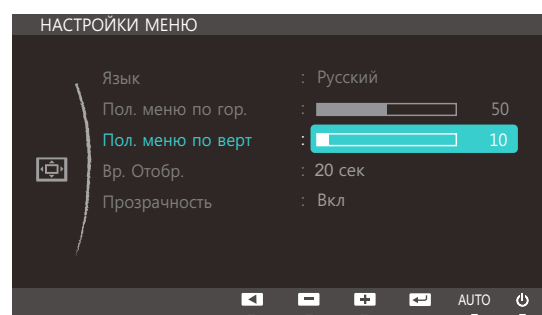 НАСТРОЙКИ МЕНЮ
Язык : Русский
Пол. меню по гор. : 50
Пол. меню по верт : 10
Вр. Отобр. : 20 сек
Прозрачность : Вкл
AUTO